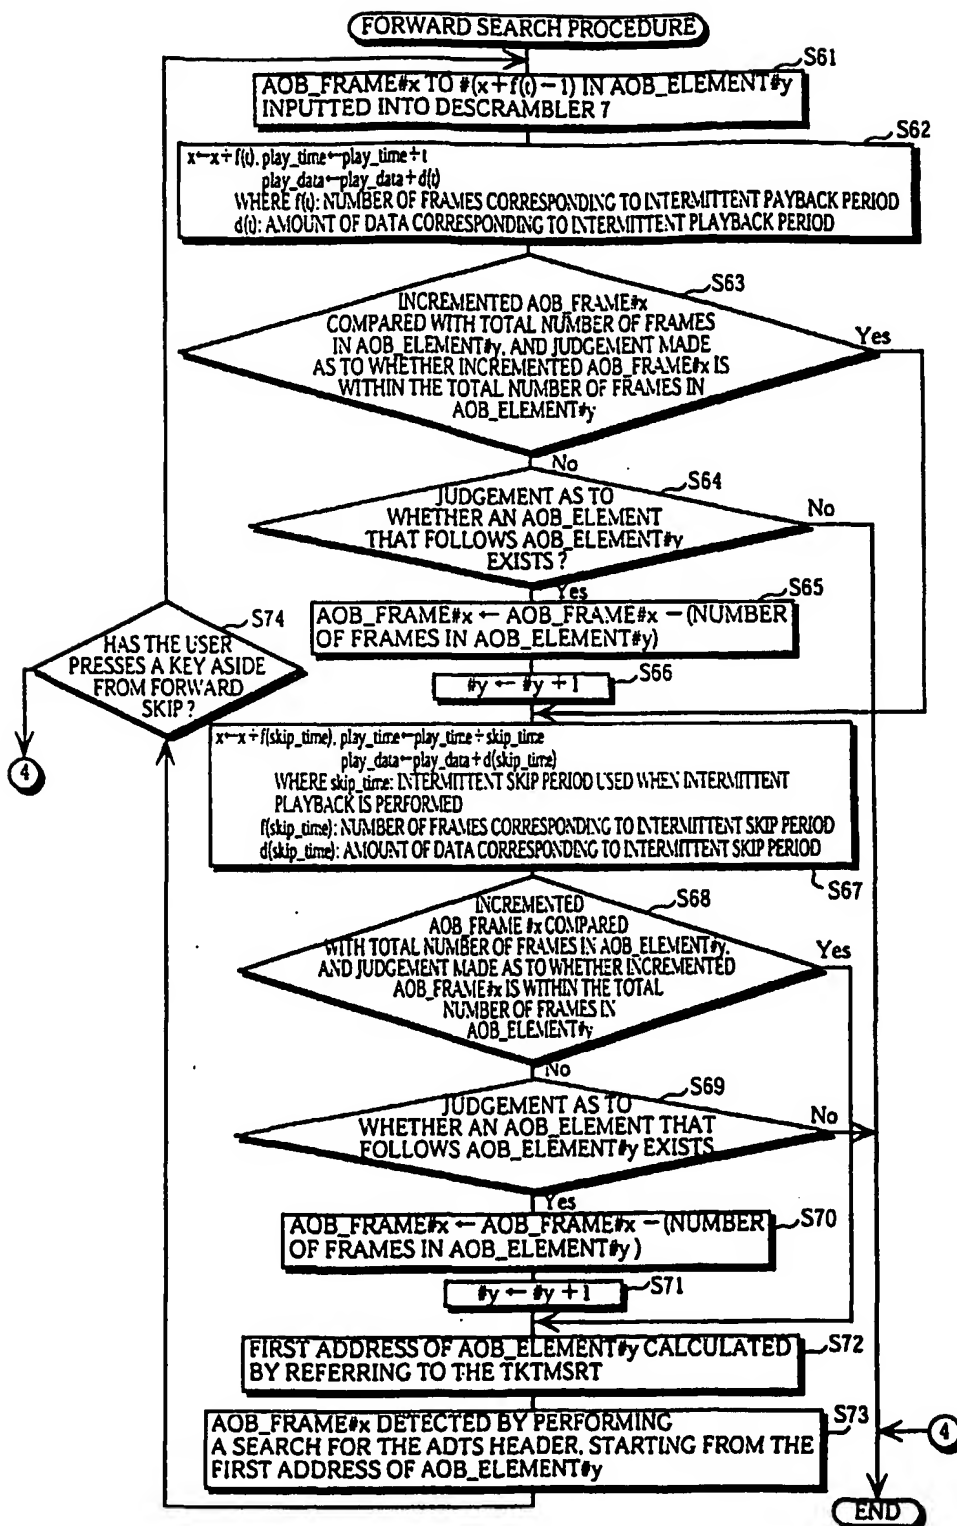 FORWARD SEARCH PROCEDURE
S61
AOB_FRAME#x TO #(x+f(t)-1) IN AOB_ELEMENT#y
INPUTTED INTO DESCRAMBLER 7
S62
x←x+f(t), play_time←play_time+t
play_data←play_data+d(t)
WHERE f(t): NUMBER OF FRAMES CORRESPONDING TO INTERMITTENT PAYBACK PERIOD
d(t): AMOUNT OF DATA CORRESPONDING TO INTERMITTENT PLAYBACK PERIOD
S63
INCREMENTED AOB_FRAME#x
COMPARED WITH TOTAL NUMBER OF FRAMES
IN AOB_ELEMENT#y, AND JUDGEMENT MADE
AS TO WHETHER INCREMENTED AOB_FRAME#x IS
WITHIN THE TOTAL NUMBER OF FRAMES IN
AOB_ELEMENT#y
Yes
No
S64
JUDGEMENT AS TO
WHETHER AN AOB_ELEMENT
THAT FOLLOWS AOB_ELEMENT#y
EXISTS ?
No
Yes
S65
AOB_FRAME#x ← AOB_FRAME#x - (NUMBER
OF FRAMES IN AOB_ELEMENT#y)
S66
#y ← #y + 1
S74
HAS THE USER
PRESSES A KEY ASIDE
FROM FORWARD
SKIP ?
4
x←x+f(skip_time), play_time←play_time+skip_time
play_data←play_data+d(skip_time)
WHERE skip_time: INTERMITTENT SKIP PERIOD USED WHEN INTERMITTENT
PLAYBACK IS PERFORMED
f(skip_time): NUMBER OF FRAMES CORRESPONDING TO INTERMITTENT SKIP PERIOD
d(skip_time): AMOUNT OF DATA CORRESPONDING TO INTERMITTENT SKIP PERIOD
S67
S68
INCREMENTED
AOB_FRAME #x COMPARED
WITH TOTAL NUMBER OF FRAMES IN AOB_ELEMENT#y,
AND JUDGEMENT MADE AS TO WHETHER INCREMENTED
AOB_FRAME#x IS WITHIN THE TOTAL
NUMBER OF FRAMES IN
AOB_ELEMENT#y
Yes
No
S69
JUDGEMENT AS TO
WHETHER AN AOB_ELEMENT THAT
FOLLOWS AOB_ELEMENT#y EXISTS
No
Yes
S70
AOB_FRAME#x ← AOB_FRAME#x - (NUMBER
OF FRAMES IN AOB_ELEMENT#y)
S71
#y ← #y + 1
S72
FIRST ADDRESS OF AOB_ELEMENT#y CALCULATED
BY REFERRING TO THE TKTMSRT
S73
AOB_FRAME#x DETECTED BY PERFORMING
A SEARCH FOR THE ADTS HEADER, STARTING FROM THE
FIRST ADDRESS OF AOB_ELEMENT#y
4
END